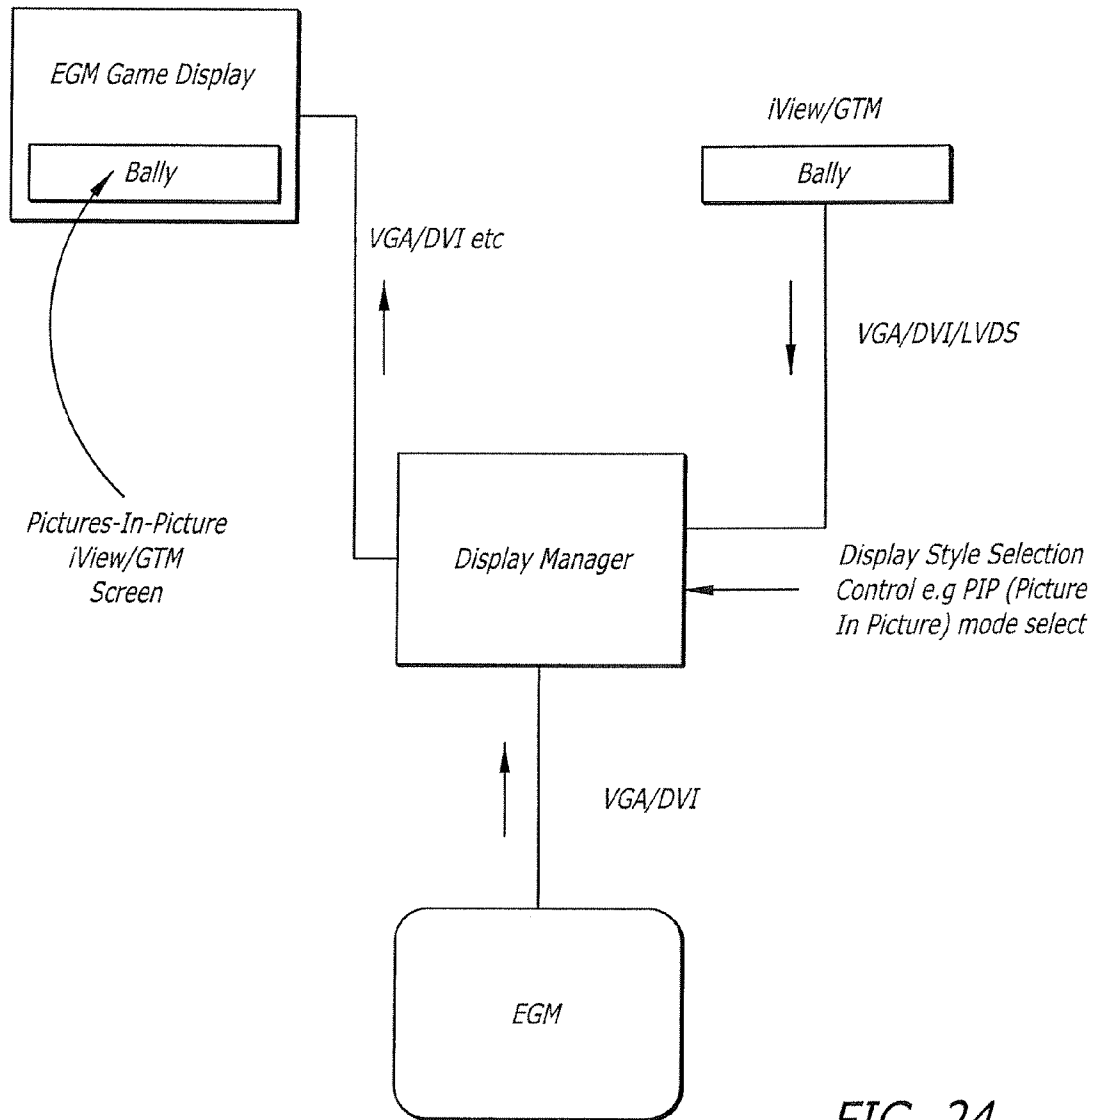 EGM Game Display
Bally
iView/GTM
Bally
VGA/DVI etc
VGA/DVI/LVDS
Pictures-In-Picture
iView/GTM
Screen
Display Manager
Display Style Selection
Control e.g PIP (Picture
In Picture) mode select
VGA/DVI
EGM
FIG. 24